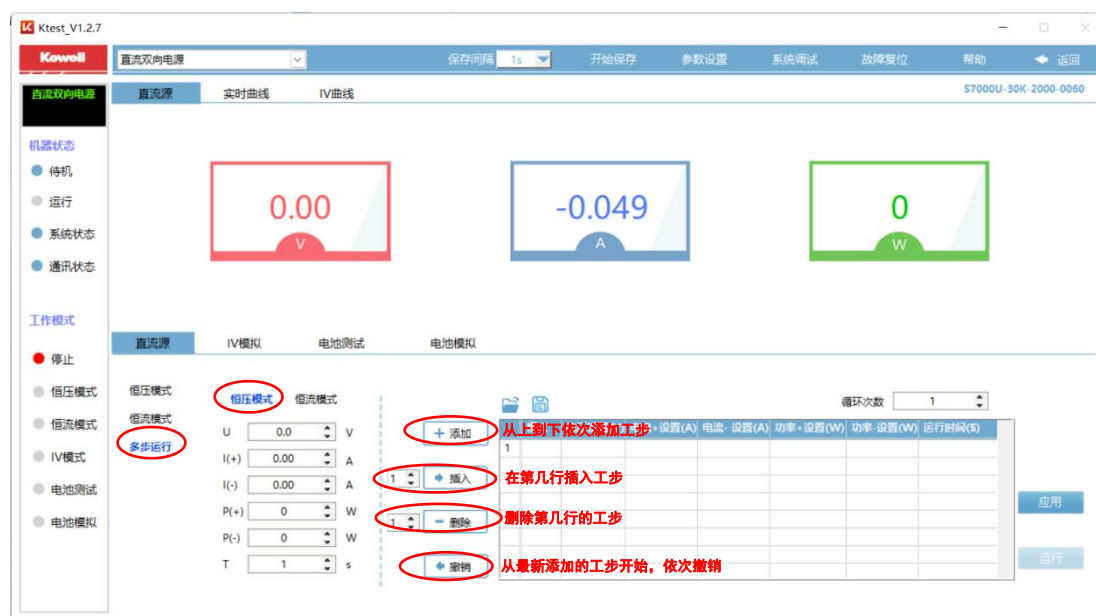 Ktest_V1.2.7
Kewell
直流双向电源
保存间隔 1s 开始保存 参数设置 系统调试 故障复位 帮助 返回
直流双向电源
直流源 实时曲线 IV曲线 S7000U-30K-2000-0060
机器状态
待机
运行
系统状态
通讯状态
0.00
V
-0.049
A
0
W
工作模式
停止
恒压模式
恒流模式
IV模式
电池测试
电池模拟
直流源 IV模拟 电池测试 电池模拟
恒压模式
恒流模式
多步运行
恒压模式 恒流模式
U 0.0 V
I(+) 0.00 A
I(-) 0.00 A
P(+) 0 W
P(-) 0 W
T 1 s
+ 添加 从上到下依次添加工步
1 插入 在第几行插入工步
1 删除 删除第几行的工步
撤销 从最新添加的工步开始，依次撤销
循环次数 1
+设置(A) 电流- 设置(A) 功率+设置(W) 功率-设置(W) 运行时间(S)
1
应用
运行